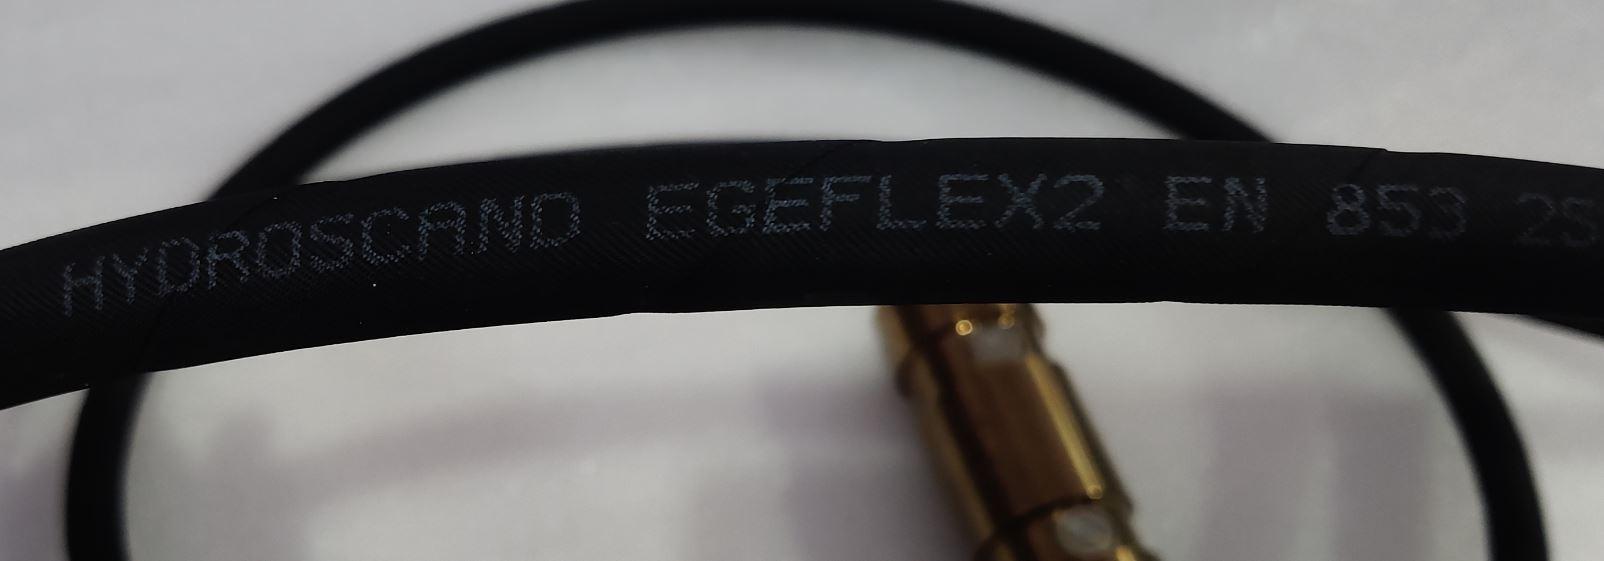 HYDROSCAND EGEFLEX2 EN 853 2S